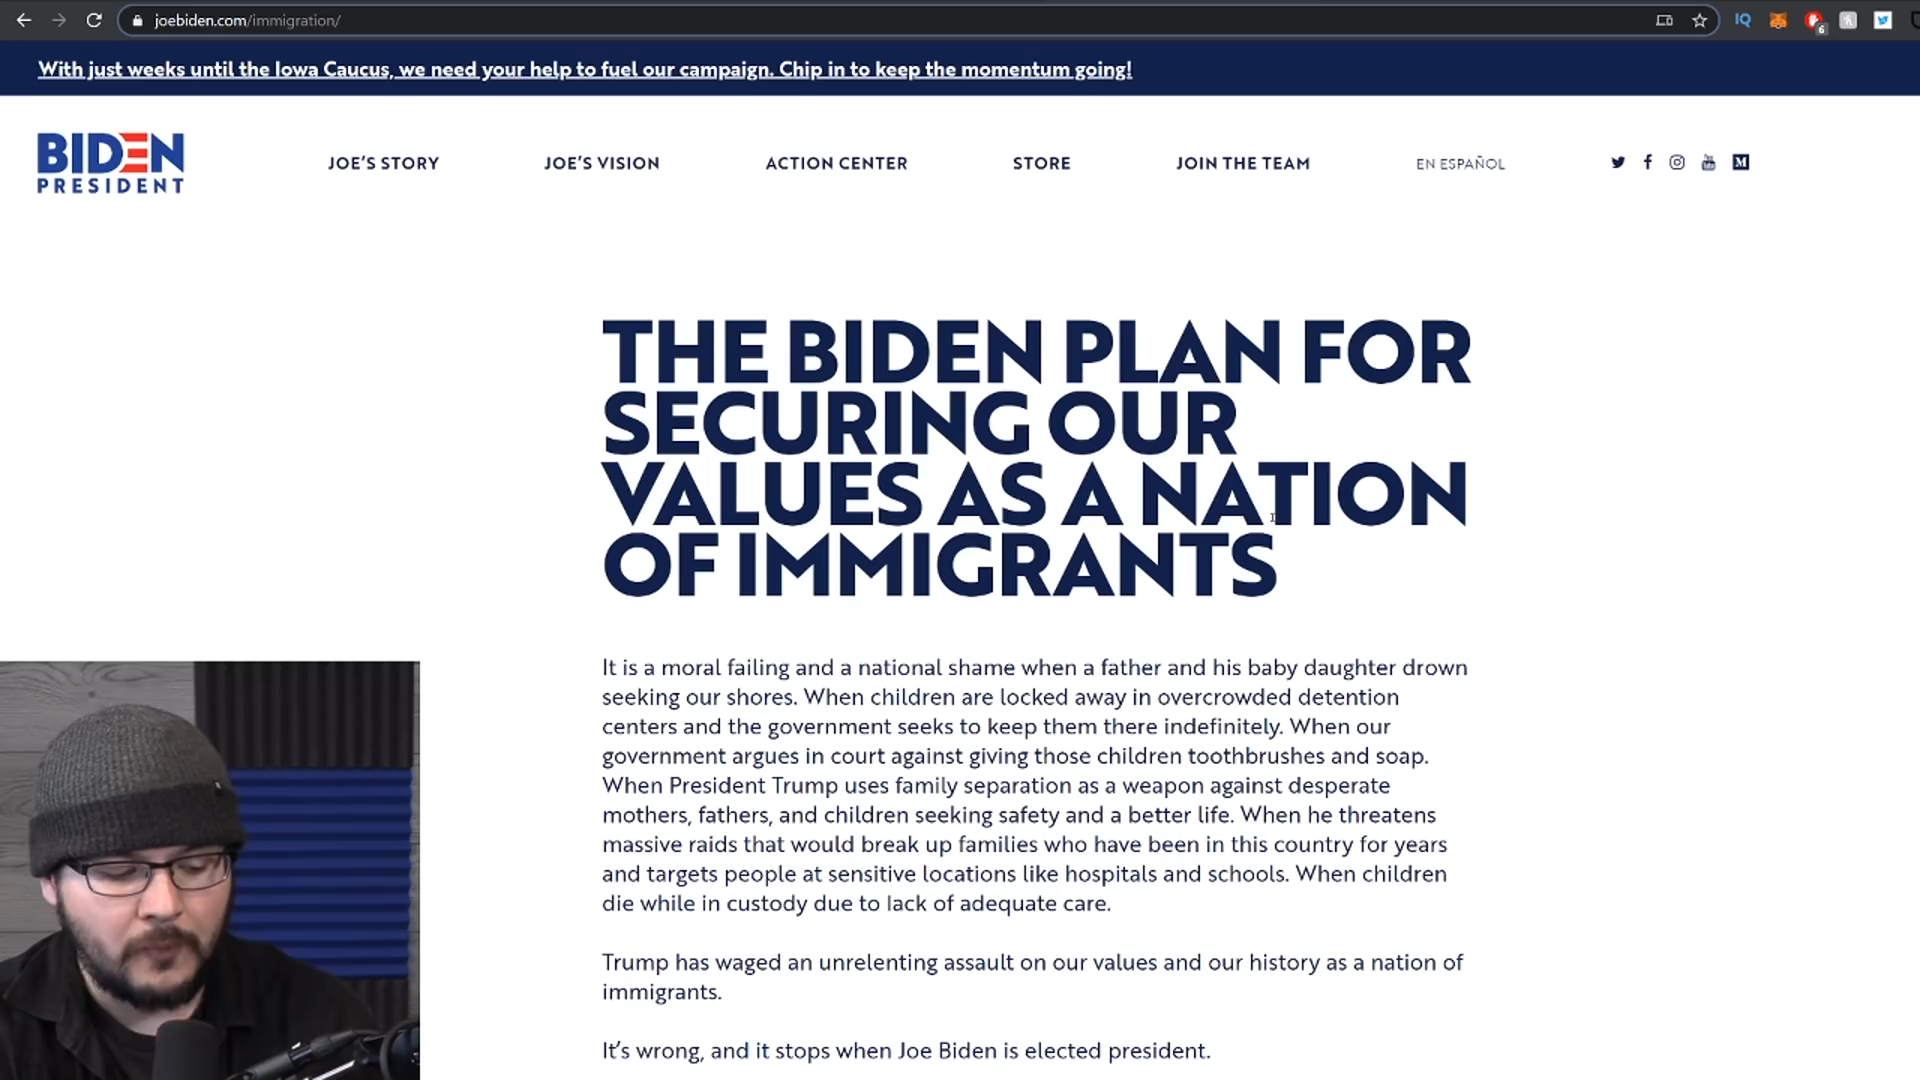 joebiden.com/immigration/
IQ
6
With just weeks until the Iowa Caucus, we need your help to fuel our campaign. Chip in to keep the momentum going!
BIDEN
PRESIDENT
JOE'S STORY
JOE'S VISION
ACTION CENTER
STORE
JOIN THE TEAM
EN ESPAÑOL
THE BIDEN PLAN FOR
SECURING OUR
VALUES AS A NATION
OF IMMIGRANTS
It is a moral failing and a national shame when a father and his baby daughter drown
seeking our shores. When children are locked away in overcrowded detention
centers and the government seeks to keep them there indefinitely. When our
government argues in court against giving those children toothbrushes and soap.
When President Trump uses family separation as a weapon against desperate
mothers, fathers, and children seeking safety and a better life. When he threatens
massive raids that would break up families who have been in this country for years
and targets people at sensitive locations like hospitals and schools. When children
die while in custody due to lack of adequate care.
Trump has waged an unrelenting assault on our values and our history as a nation of
immigrants.
It's wrong, and it stops when Joe Biden is elected president.